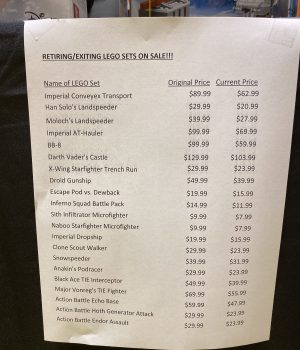 RETIRING/EXITING LEGO SETS ON SALE!!!
Name of LEGO Set Original Price Current Price
Imperial Conveyex Transport $89.99 $62.99
Han Solo's Landspeeder $29.99 $20.99
Moloch's Landspeeder $39.99 $27.99
Imperial AT-Hauler $99.99 $69.99
BB-8 $99.99 $59.99
Darth Vader's Castle $129.99 $103.99
X-Wing Starfighter Trench Run $29.99 $23.99
Droid Gunship $49.99 $39.99
Escape Pod vs. Dewback $19.99 $15.99
Inferno Squad Battle Pack $14.99 $11.99
Sith Infiltrator Microfighter $9.99 $7.99
Naboo Starfighter Microfighter $9.99 $7.99
Imperial Dropship $19.99 $15.99
Clone Scout Walker $29.99 $23.99
Snowspeeder $39.99 $31.99
Anakin's Podracer $29.99 $23.99
Black Ace TIE Interceptor $49.99 $39.99
Major Vonreg's TIE Fighter $69.99 $55.99
Action Battle Echo Base $59.99 $47.99
Action Battle Hoth Generator Attack $29.99 $23.99
Action Battle Endor Assault $29.99 $23.99